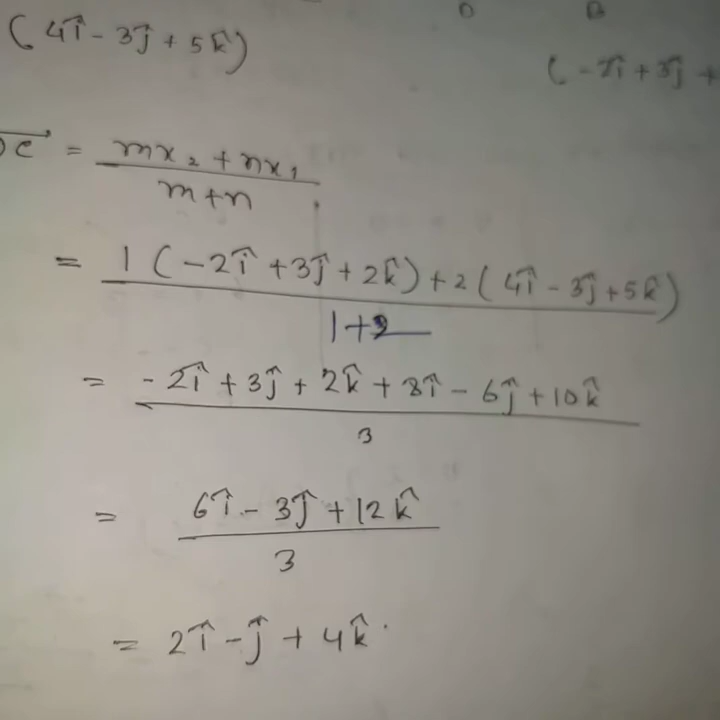 D B
(4î - 3ĵ + 5k̂)
(-2î + 3ĵ +
= mx₂ + nx₁ / m+n
= 1(-2î + 3ĵ + 2k̂) + 2(4î - 3ĵ + 5k̂) / 1+2
= -2î + 3ĵ + 2k̂ + 8î - 6ĵ + 10k̂ / 3
= 6î - 3ĵ + 12k̂ / 3
= 2î - ĵ + 4k̂